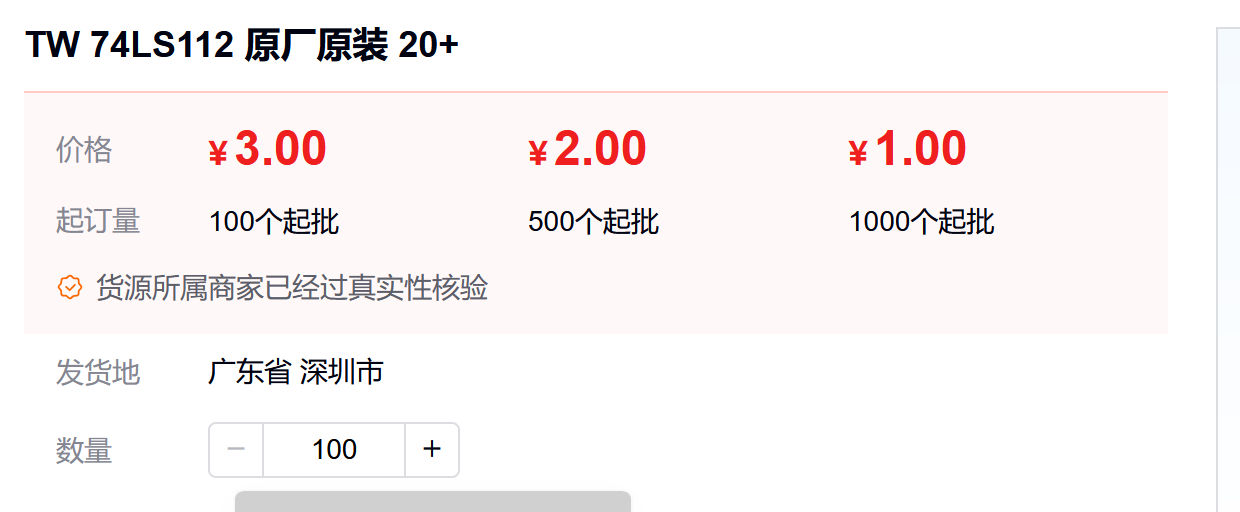 TW 74LS112 原厂原装 20+
价格 ¥3.00 ¥2.00 ¥1.00
起订量 100个起批 500个起批 1000个起批
货源所属商家已经过真实性核验
发货地 广东省 深圳市
数量 − 100 +